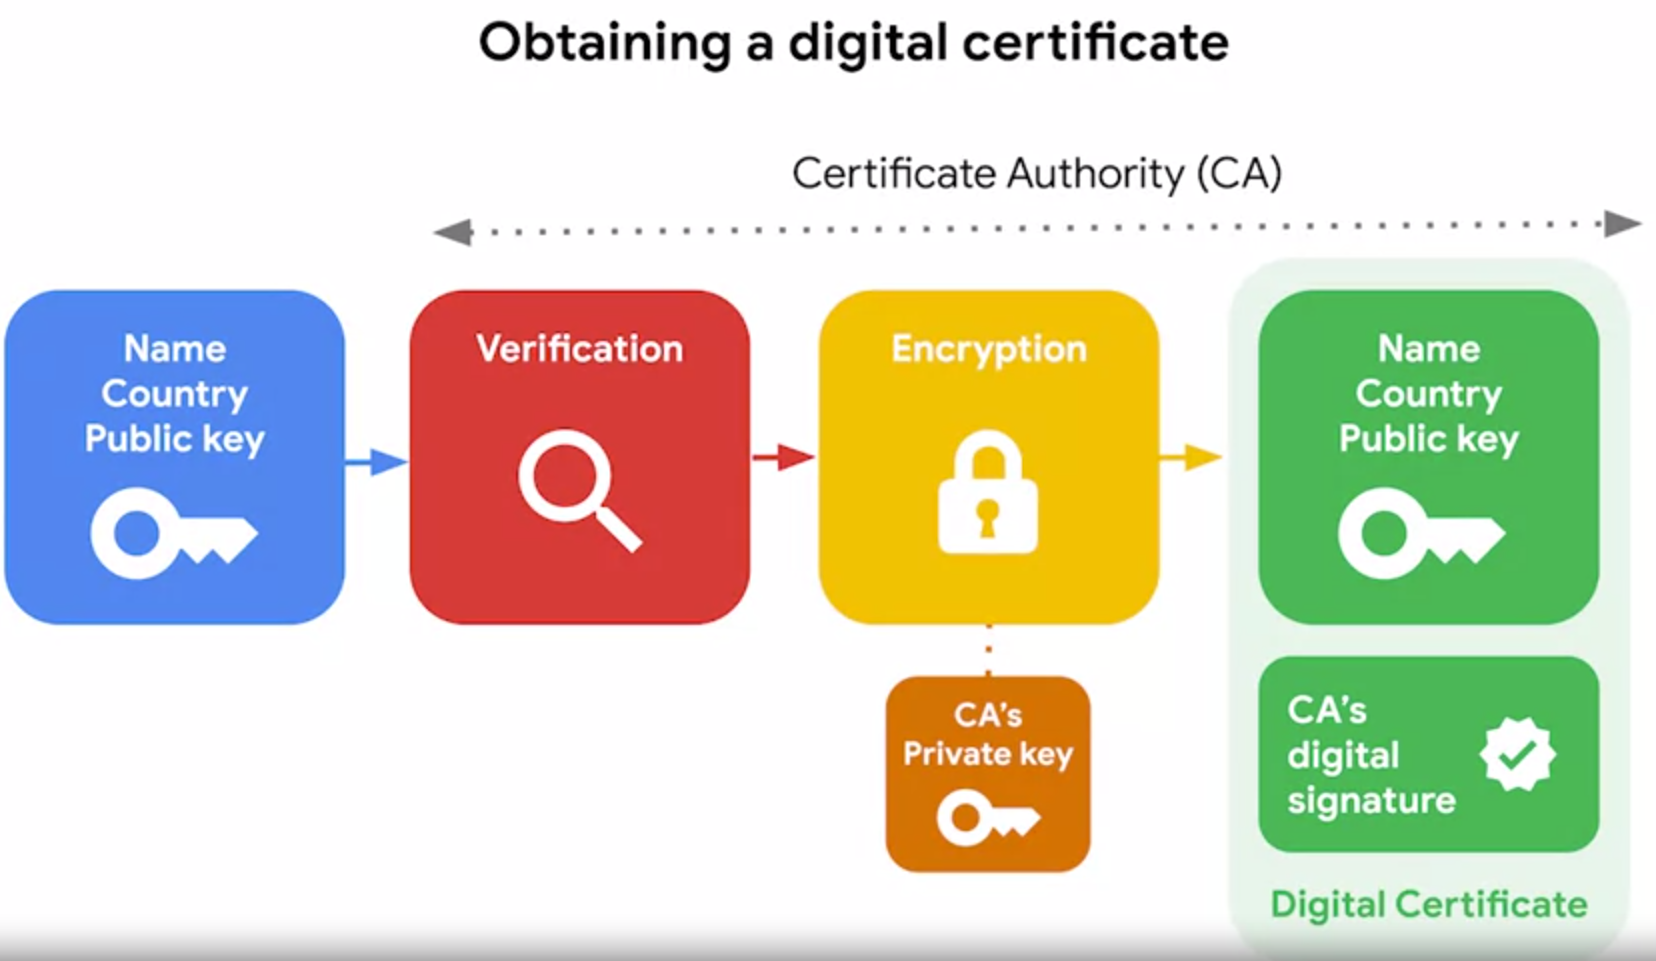 Obtaining a digital certificate
Certificate Authority (CA)
Name
Country
Public key
Verification
Encryption
Name
Country
Public key
CA's
Private key
CA's
digital
signature
Digital Certificate